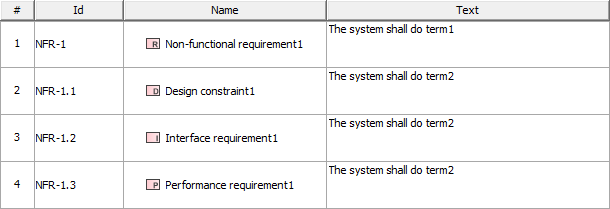 # Id Name Text
1 NFR-1 R Non-functional requirement1 The system shall do term1
2 NFR-1.1 D Design constraint1 The system shall do term2
3 NFR-1.2 I Interface requirement1 The system shall do term2
4 NFR-1.3 P Performance requirement1 The system shall do term2